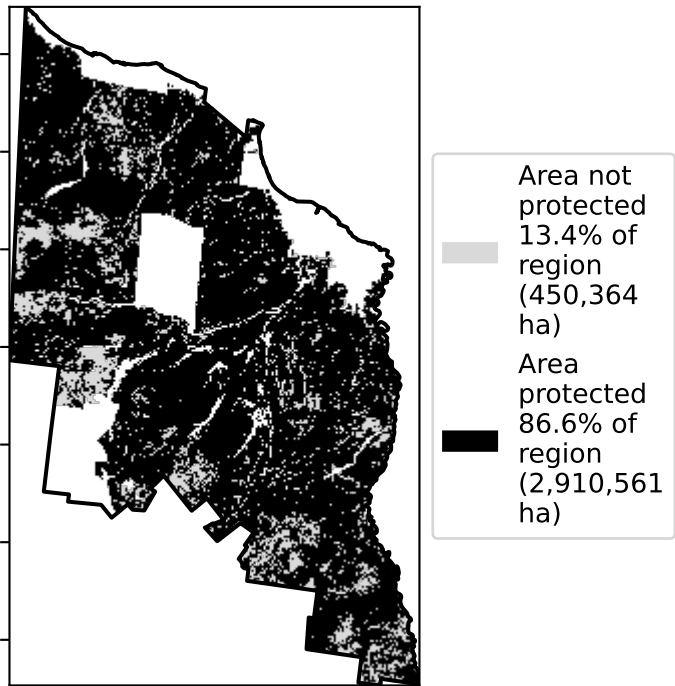 Area not
protected
13.4% of
region
(450,364
ha)
Area
protected
86.6% of
region
(2,910,561
ha)